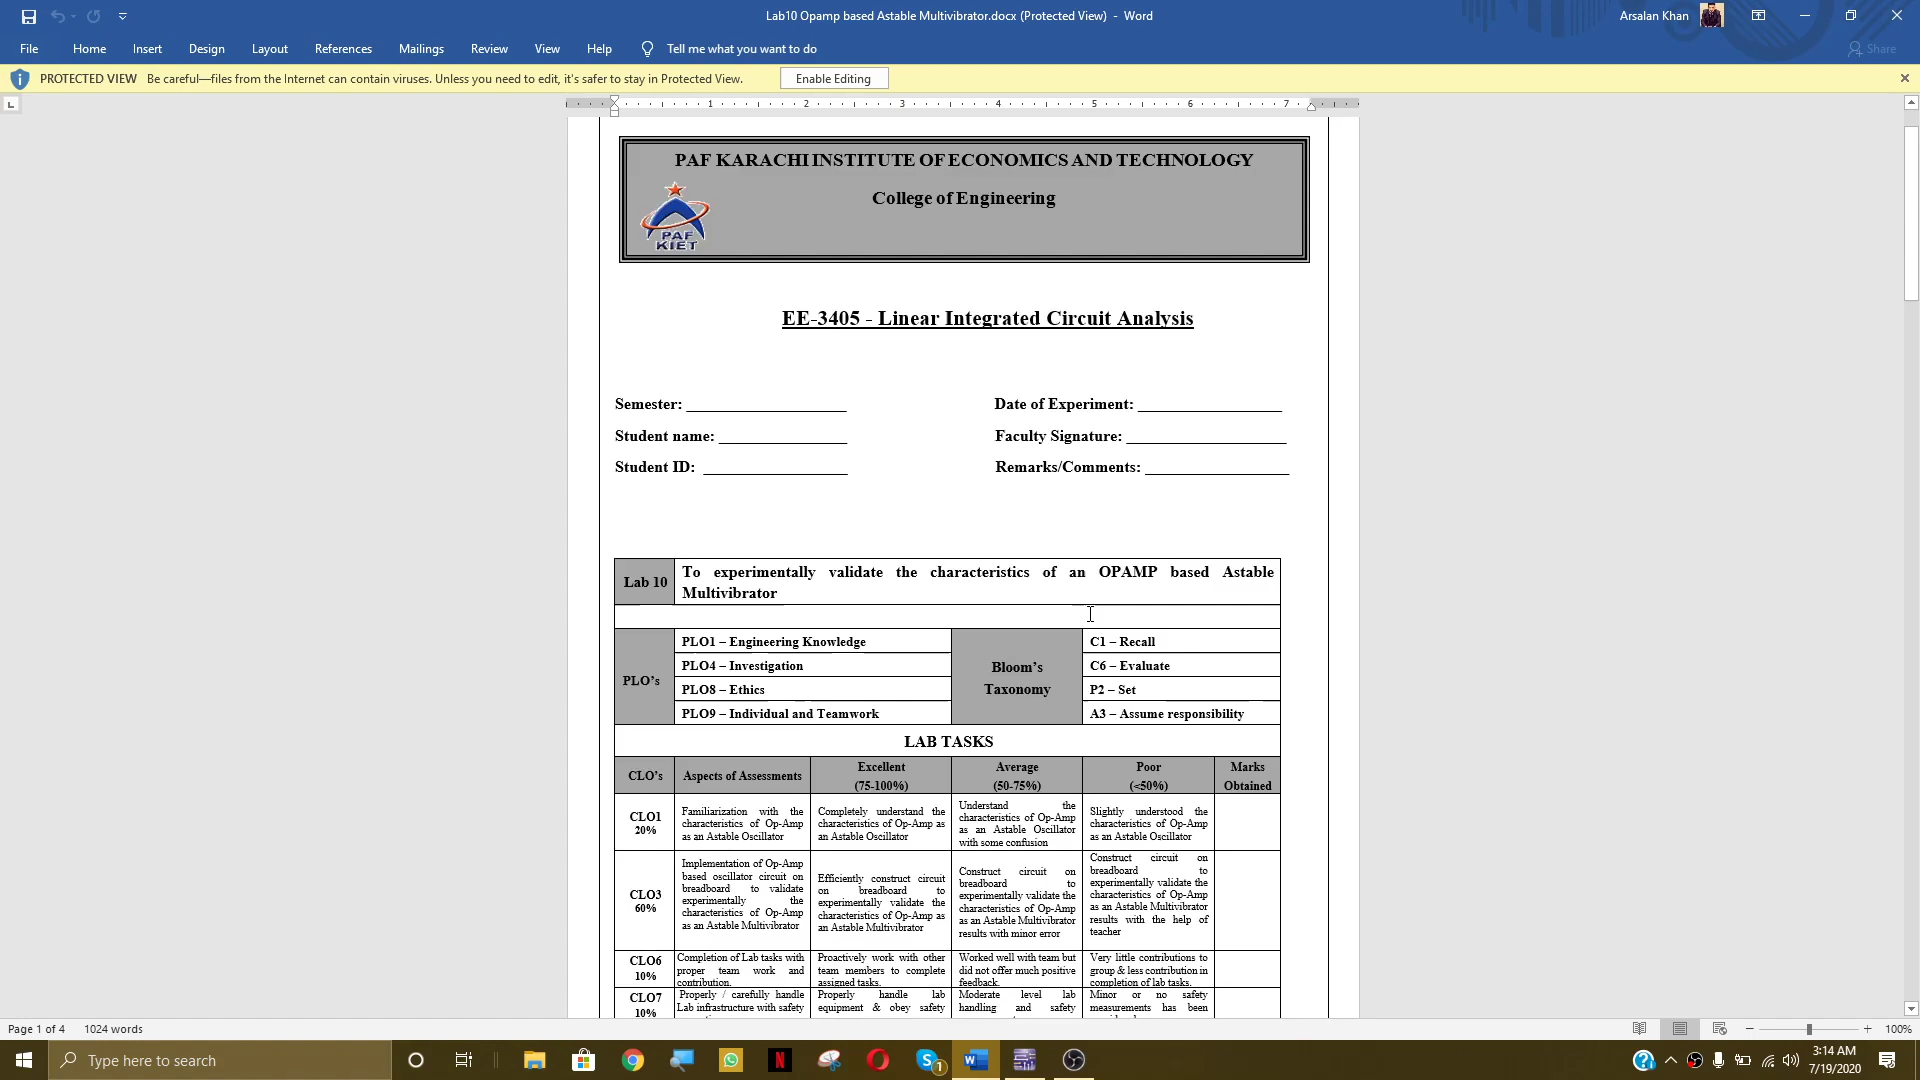 Lab10 Opamp based Astable Multivibrator.docx (Protected View) - Word
Arsalan Khan
File Home Insert Design Layout References Mailings Review View Help Tell me what you want to do
Share
PROTECTED VIEW Be careful—files from the Internet can contain viruses. Unless you need to edit, it's safer to stay in Protected View.
Enable Editing
1 2 3 4 5 6 7
PAF KARACHI INSTITUTE OF ECONOMICS AND TECHNOLOGY
College of Engineering
PAF
KIET
EE-3405 - Linear Integrated Circuit Analysis
Semester: ____________________
Date of Experiment: __________________
Student name: ________________
Faculty Signature: ____________________
Student ID: __________________
Remarks/Comments: __________________
Lab 10
To experimentally validate the characteristics of an OPAMP based Astable
Multivibrator
PLO's
PLO1 – Engineering Knowledge
PLO4 – Investigation
PLO8 – Ethics
PLO9 – Individual and Teamwork
Bloom's
Taxonomy
C1 – Recall
C6 – Evaluate
P2 – Set
A3 – Assume responsibility
LAB TASKS
CLO's
Aspects of Assessments
Excellent
(75-100%)
Average
(50-75%)
Poor
(<50%)
Marks
Obtained
CLO1
20%
Familiarization with the
characteristics of Op-Amp
as an Astable Oscillator
Completely understand the
characteristics of Op-Amp as
an Astable Oscillator
Understand the
characteristics of Op-Amp
as an Astable Oscillator
with some confusion
Slightly understood the
characteristics of Op-Amp
as an Astable Oscillator
CLO3
60%
Implementation of Op-Amp
based oscillator circuit on
breadboard to validate
experimentally the
characteristics of Op-Amp
as an Astable Multivibrator
Efficiently construct circuit
on breadboard to
experimentally validate the
characteristics of Op-Amp as
an Astable Multivibrator
Construct circuit on
breadboard to
experimentally validate the
characteristics of Op-Amp
as an Astable Multivibrator
results with minor error
Construct circuit on
breadboard to
experimentally validate the
characteristics of Op-Amp
as an Astable Multivibrator
results with the help of
teacher
CLO6
10%
Completion of Lab tasks with
proper team work and
contribution.
Proactively work with other
team members to complete
assigned tasks.
Worked well with team but
did not offer much positive
feedback.
Very little contributions to
group & less contribution in
completion of lab tasks.
CLO7
10%
Properly / carefully handle
Lab infrastructure with safety
Properly handle lab
equipment & obey safety
Moderate level lab
handling and safety
Minor or no safety
measurements has been
Page 1 of 4 1024 words
100%
Type here to search
1
3:14 AM
7/19/2020